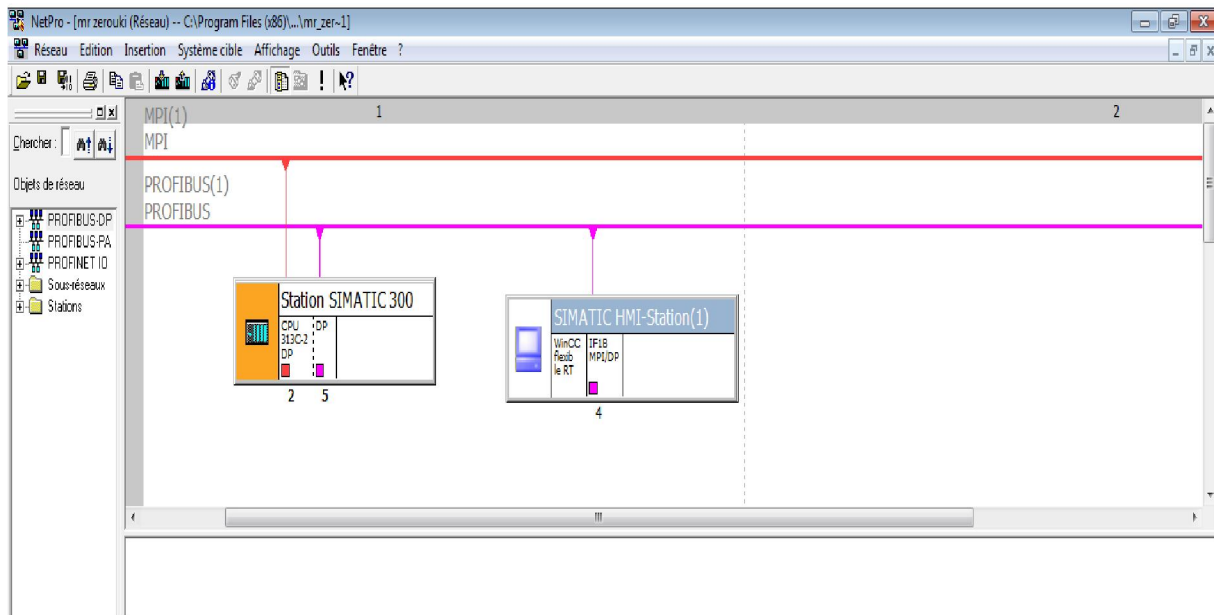 NetPro - [mr zerouki (Réseau) -- C:\Program Files (x86)\...\mr_zer~1]
Réseau Edition Insertion Système cible Affichage Outils Fenêtre ?
Chercher :
Objets de réseau
PROFIBUS-DP
PROFIBUS-PA
PROFINET IO
Sous-réseaux
Stations
1 2
MPI(1)
MPI
PROFIBUS(1)
PROFIBUS
Station SIMATIC 300
CPU DP
313C-2
DP
2 5
SIMATIC HMI-Station(1)
WinCC IF1B
flexib MPI/DP
le RT
4